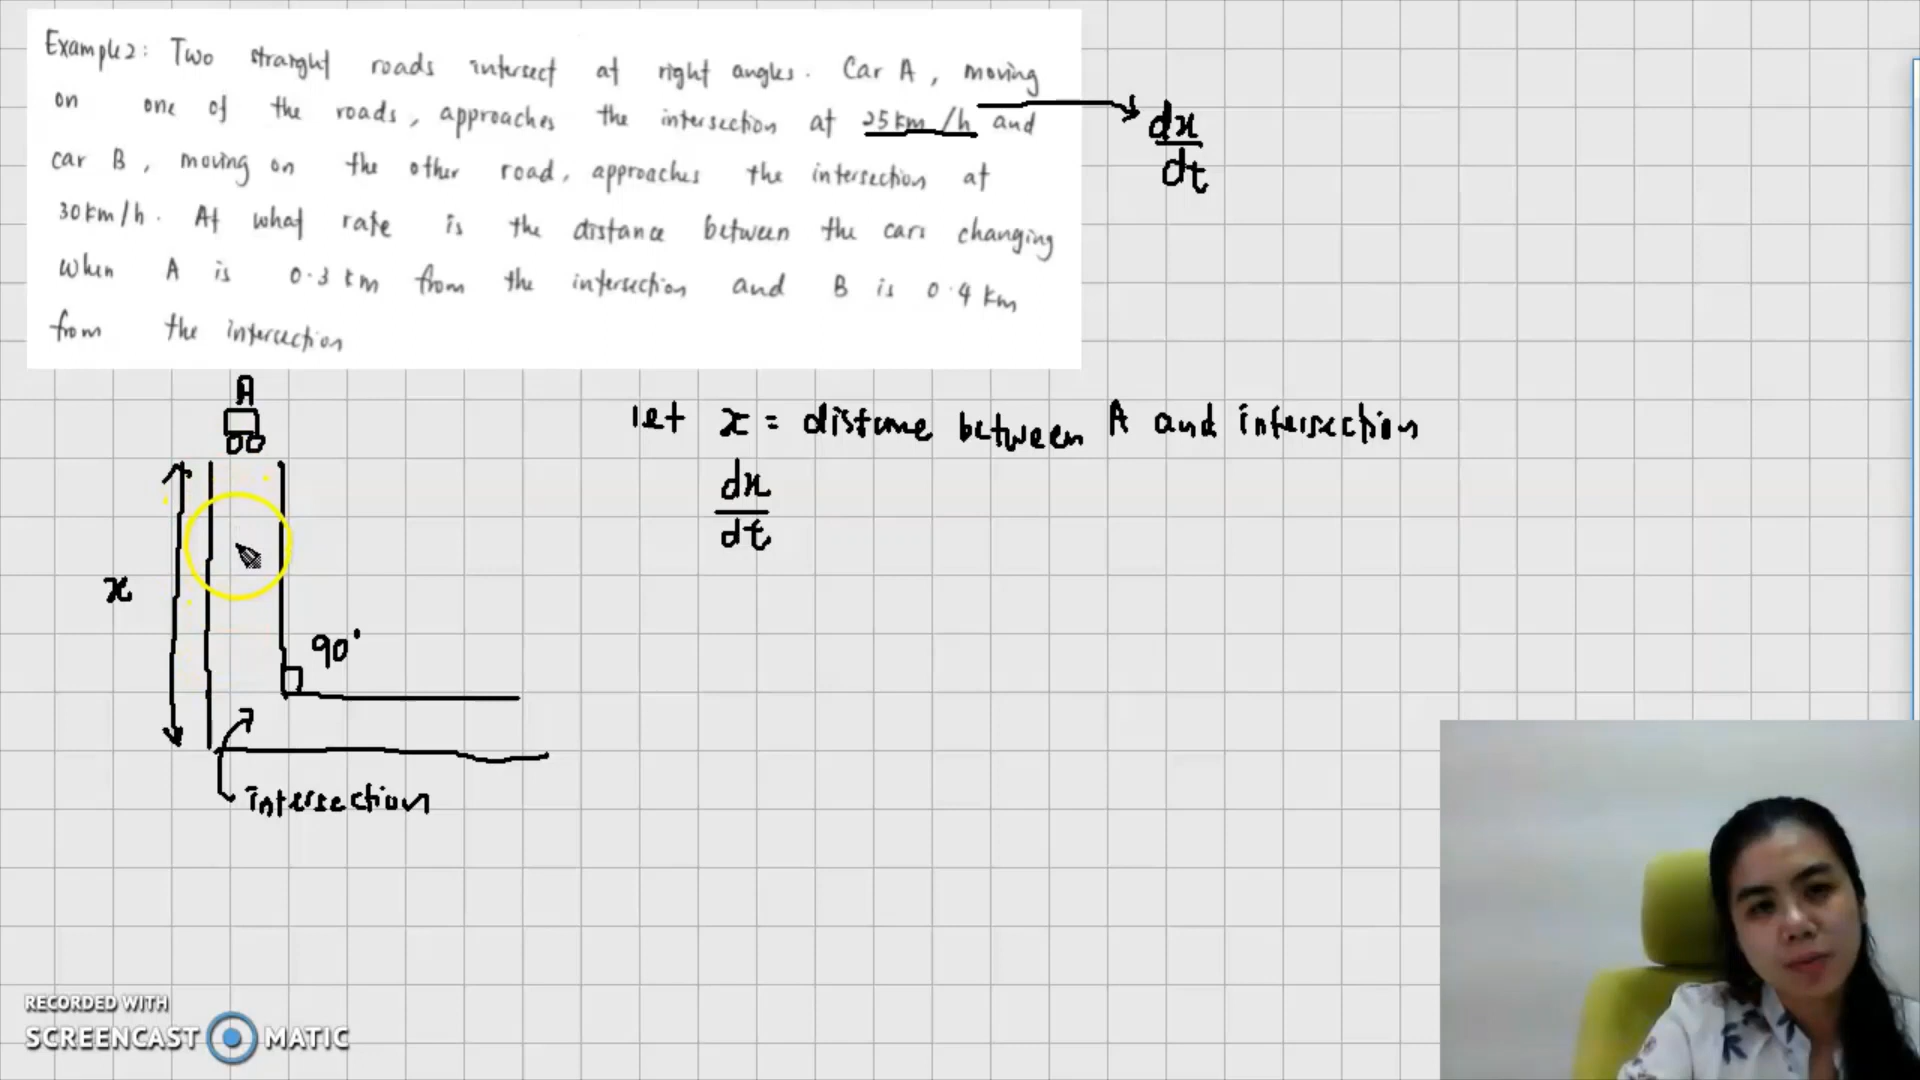 Example 2: Two straight roads intersect at right angles. Car A, moving
on one of the roads, approaches the intersection at 25km/h and
car B, moving on the other road, approaches the intersection at
30km/h. At what rate is the distance between the cars changing
when A is 0.3 km from the intersection and B is 0.4 km
from the intersection
dx
dt
A
let x = distance between A and intersection
dx
dt
x
90°
intersection
RECORDED WITH
SCREENCAST MATIC